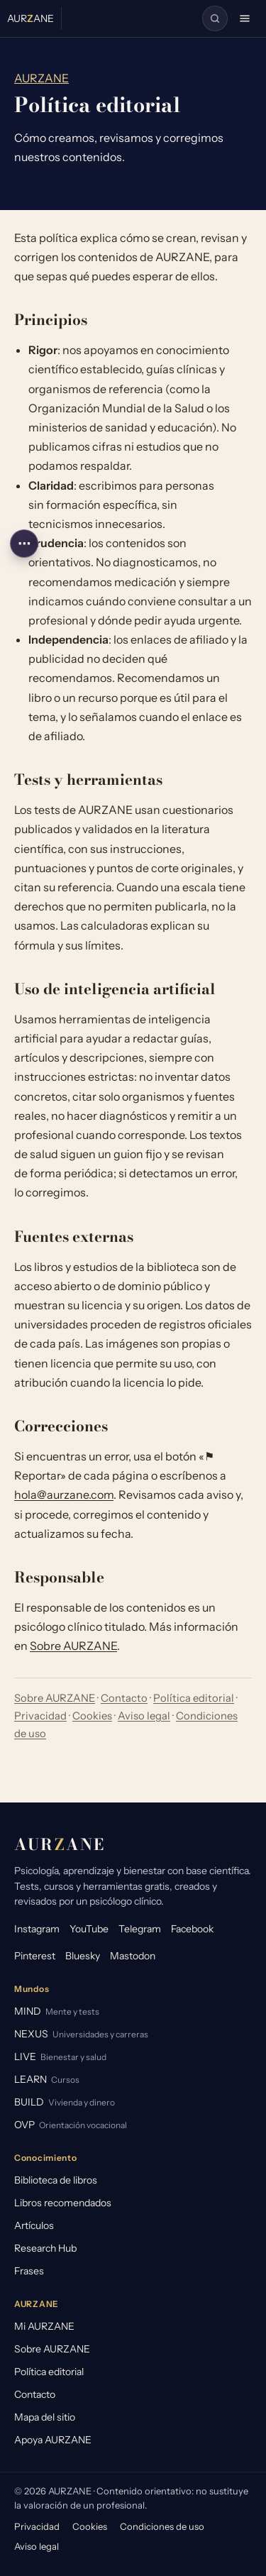 AURZANE
AURZANE
Política editorial
Cómo creamos, revisamos y corregimos
nuestros contenidos.
Esta política explica cómo se crean, revisan y
corrigen los contenidos de AURZANE, para
que sepas qué puedes esperar de ellos.
Principios
• Rigor: nos apoyamos en conocimiento
científico establecido, guías clínicas y
organismos de referencia (como la
Organización Mundial de la Salud o los
ministerios de sanidad y educación). No
publicamos cifras ni estudios que no
podamos respaldar.
• Claridad: escribimos para personas
sin formación específica, sin
tecnicismos innecesarios.
rudencia: los contenidos son
orientativos. No diagnosticamos, no
recomendamos medicación y siempre
indicamos cuándo conviene consultar a un
profesional y dónde pedir ayuda urgente.
• Independencia: los enlaces de afiliado y la
publicidad no deciden qué
recomendamos. Recomendamos un
libro o un recurso porque es útil para el
tema, y lo señalamos cuando el enlace es
de afiliado.
Tests y herramientas
Los tests de AURZANE usan cuestionarios
publicados y validados en la literatura
científica, con sus instrucciones,
puntuaciones y puntos de corte originales, y
citan su referencia. Cuando una escala tiene
derechos que no permiten publicarla, no la
usamos. Las calculadoras explican su
fórmula y sus límites.
Uso de inteligencia artificial
Usamos herramientas de inteligencia
artificial para ayudar a redactar guías,
artículos y descripciones, siempre con
instrucciones estrictas: no inventar datos
concretos, citar solo organismos y fuentes
reales, no hacer diagnósticos y remitir a un
profesional cuando corresponde. Los textos
de salud siguen un guion fijo y se revisan
de forma periódica; si detectamos un error,
lo corregimos.
Fuentes externas
Los libros y estudios de la biblioteca son de
acceso abierto o de dominio público y
muestran su licencia y su origen. Los datos de
universidades proceden de registros oficiales
de cada país. Las imágenes son propias o
tienen licencia que permite su uso, con
atribución cuando la licencia lo pide.
Correcciones
Si encuentras un error, usa el botón «⚑
Reportar» de cada página o escríbenos a
hola@aurzane.com. Revisamos cada aviso y,
si procede, corregimos el contenido y
actualizamos su fecha.
Responsable
El responsable de los contenidos es un
psicólogo clínico titulado. Más información
en Sobre AURZANE.
Sobre AURZANE · Contacto · Política editorial ·
Privacidad · Cookies · Aviso legal · Condiciones
de uso
AURZANE
Psicología, aprendizaje y bienestar con base científica.
Tests, cursos y herramientas gratis, creados y
revisados por un psicólogo clínico.
Instagram YouTube Telegram Facebook
Pinterest Bluesky Mastodon
Mundos
MIND Mente y tests
NEXUS Universidades y carreras
LIVE Bienestar y salud
LEARN Cursos
BUILD Vivienda y dinero
OVP Orientación vocacional
Conocimiento
Biblioteca de libros
Libros recomendados
Artículos
Research Hub
Frases
AURZANE
Mi AURZANE
Sobre AURZANE
Política editorial
Contacto
Mapa del sitio
Apoya AURZANE
© 2026 AURZANE · Contenido orientativo: no sustituye
la valoración de un profesional.
Privacidad Cookies Condiciones de uso
Aviso legal